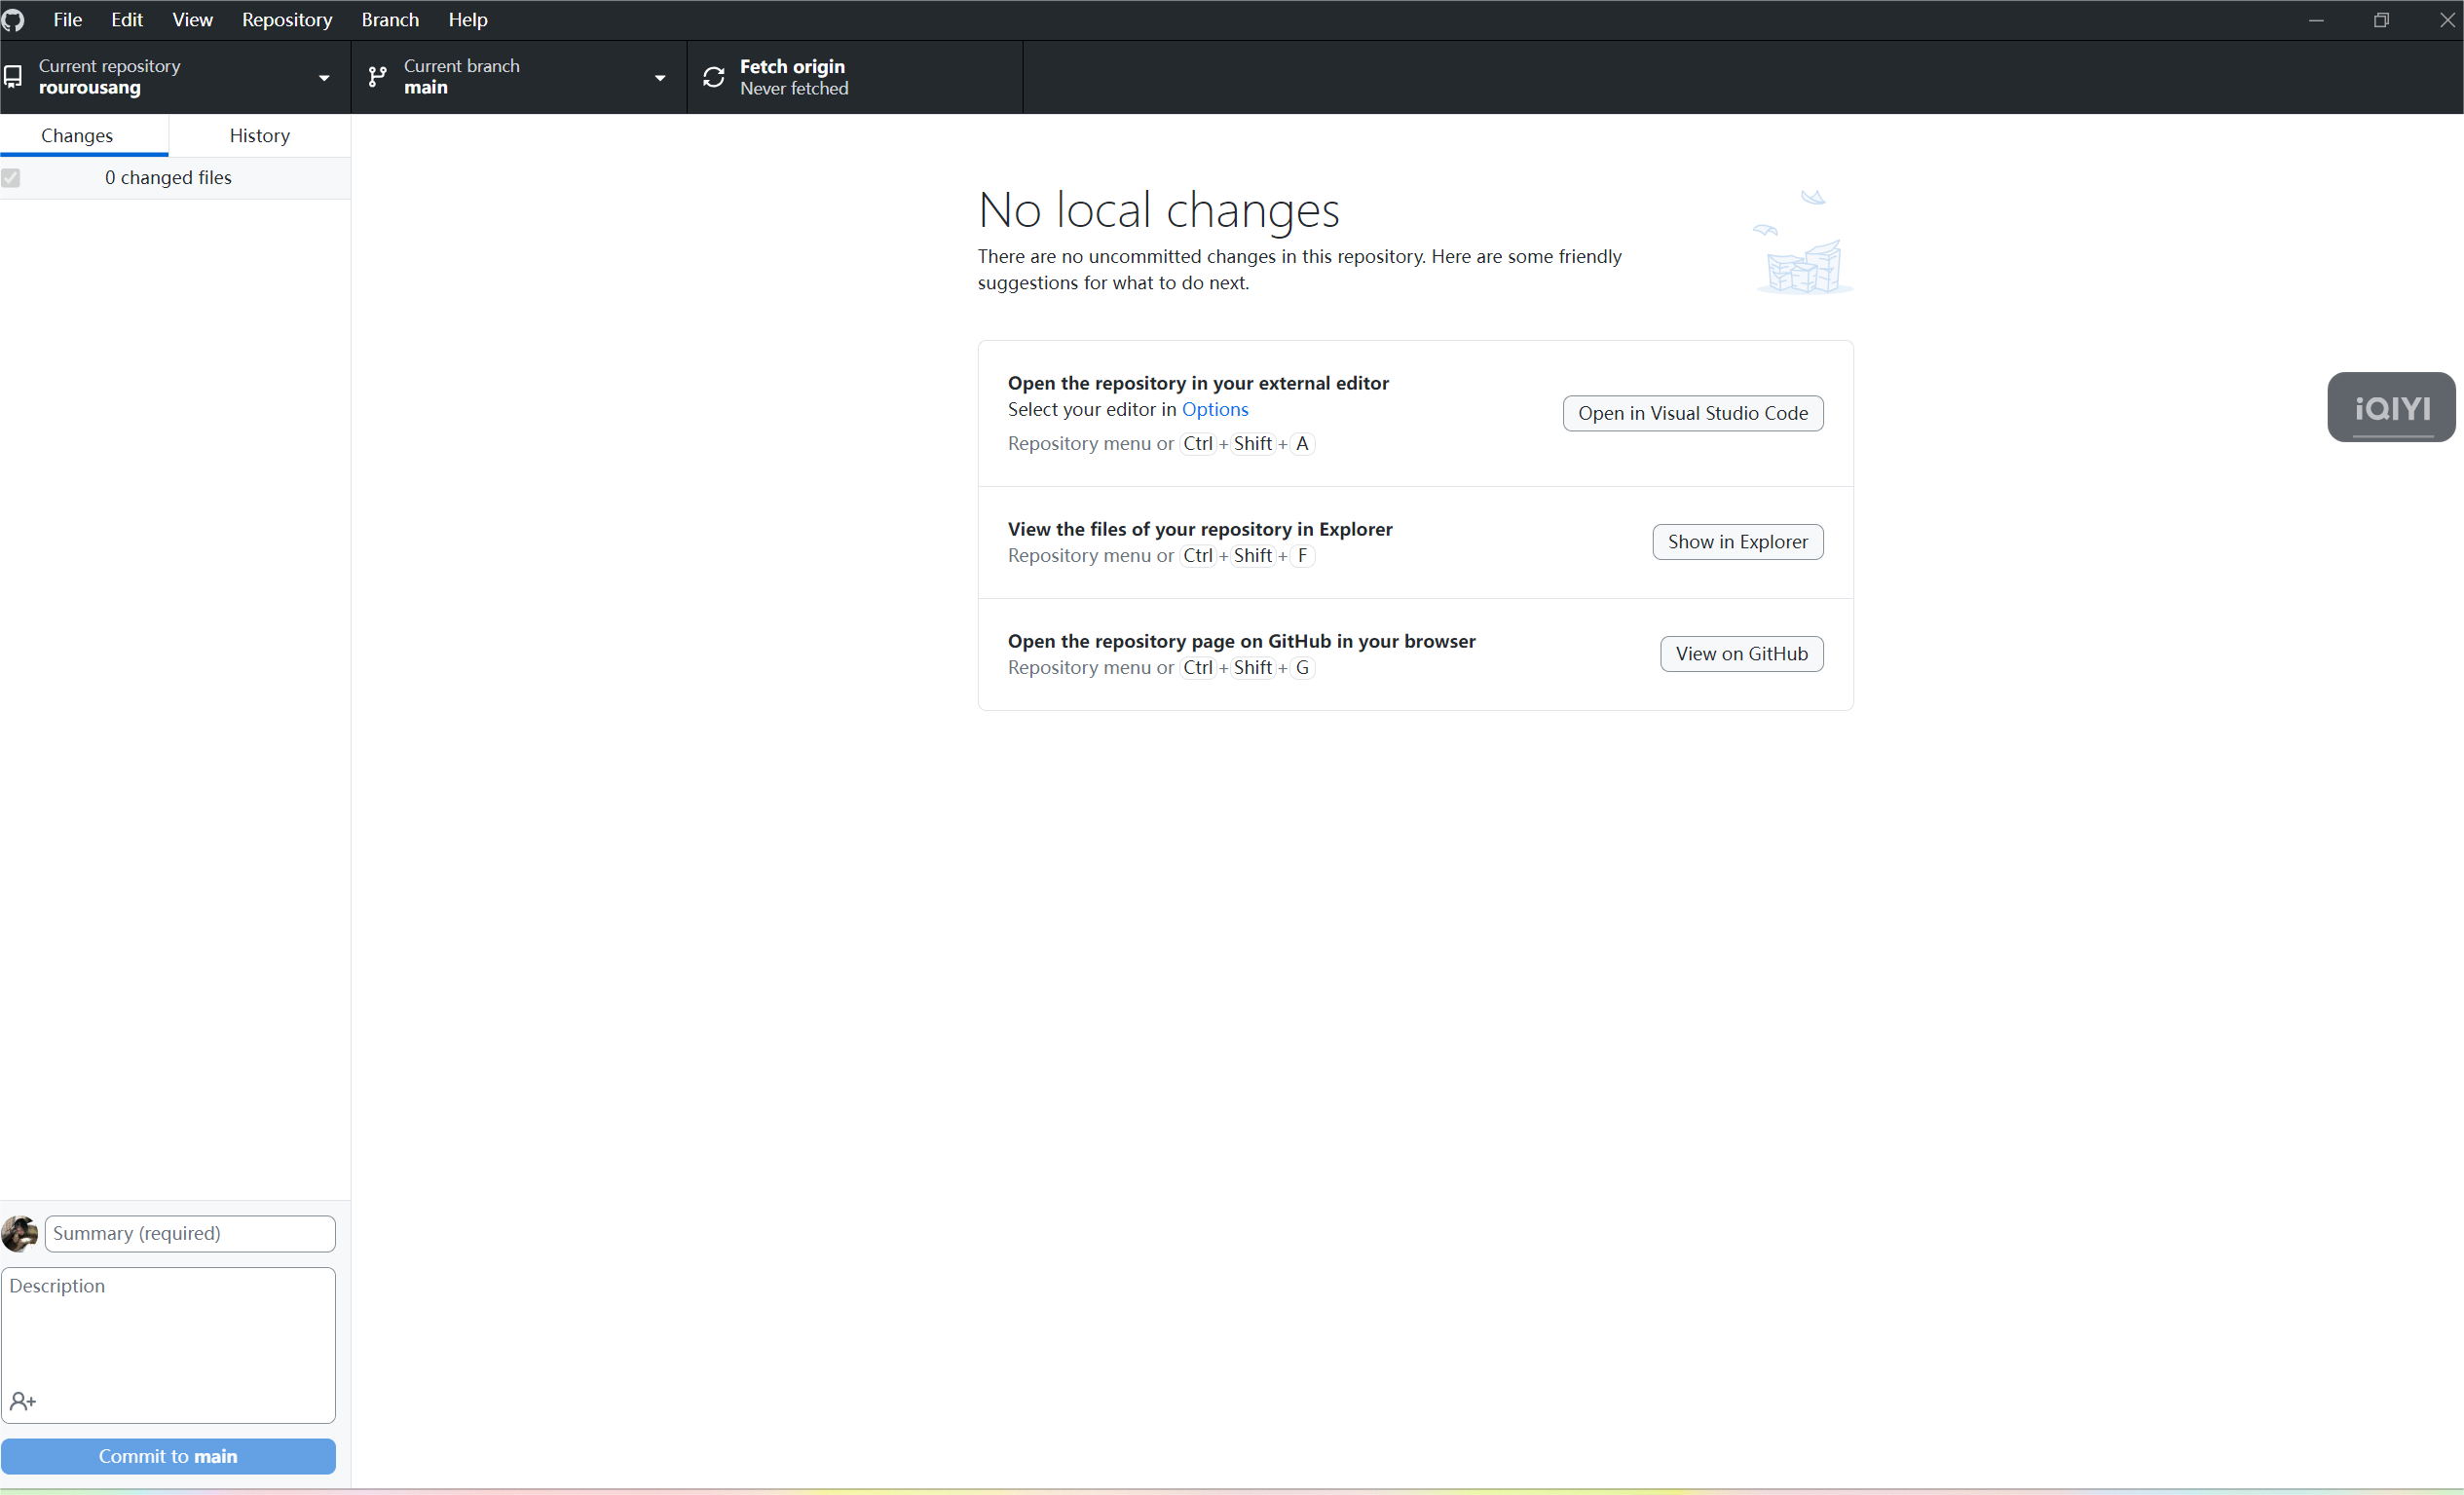 File Edit View Repository Branch Help
Current repository
rourousang
Current branch
main
Fetch origin
Never fetched
Changes
History
0 changed files
No local changes
There are no uncommitted changes in this repository. Here are some friendly
suggestions for what to do next.
Open the repository in your external editor
Select your editor in Options
Repository menu or Ctrl + Shift + A
Open in Visual Studio Code
View the files of your repository in Explorer
Repository menu or Ctrl + Shift + F
Show in Explorer
Open the repository page on GitHub in your browser
Repository menu or Ctrl + Shift + G
View on GitHub
iQIYI
Summary (required)
Description
Commit to main